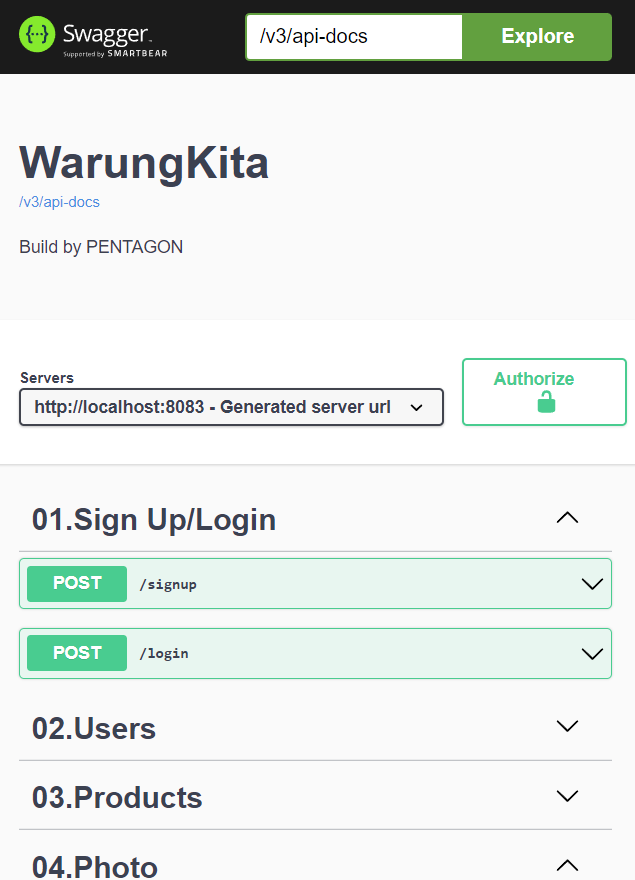 Swagger.
Supported by SMARTBEAR
/v3/api-docs
Explore
WarungKita
/v3/api-docs
Build by PENTAGON
Servers
http://localhost:8083 - Generated server url
Authorize
01.Sign Up/Login
POST /signup
POST /login
02.Users
03.Products
04.Photo